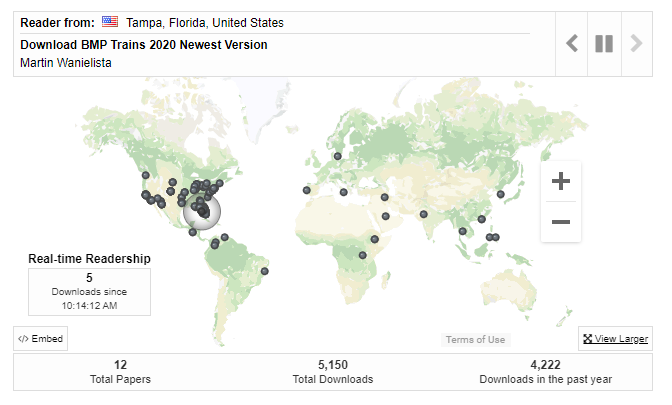 Reader from: Tampa, Florida, United States
Download BMP Trains 2020 Newest Version
Martin Wanielista
Real-time Readership
5
Downloads since
10:14:12 AM
</> Embed
Terms of Use
View Larger
12
Total Papers
5,150
Total Downloads
4,222
Downloads in the past year